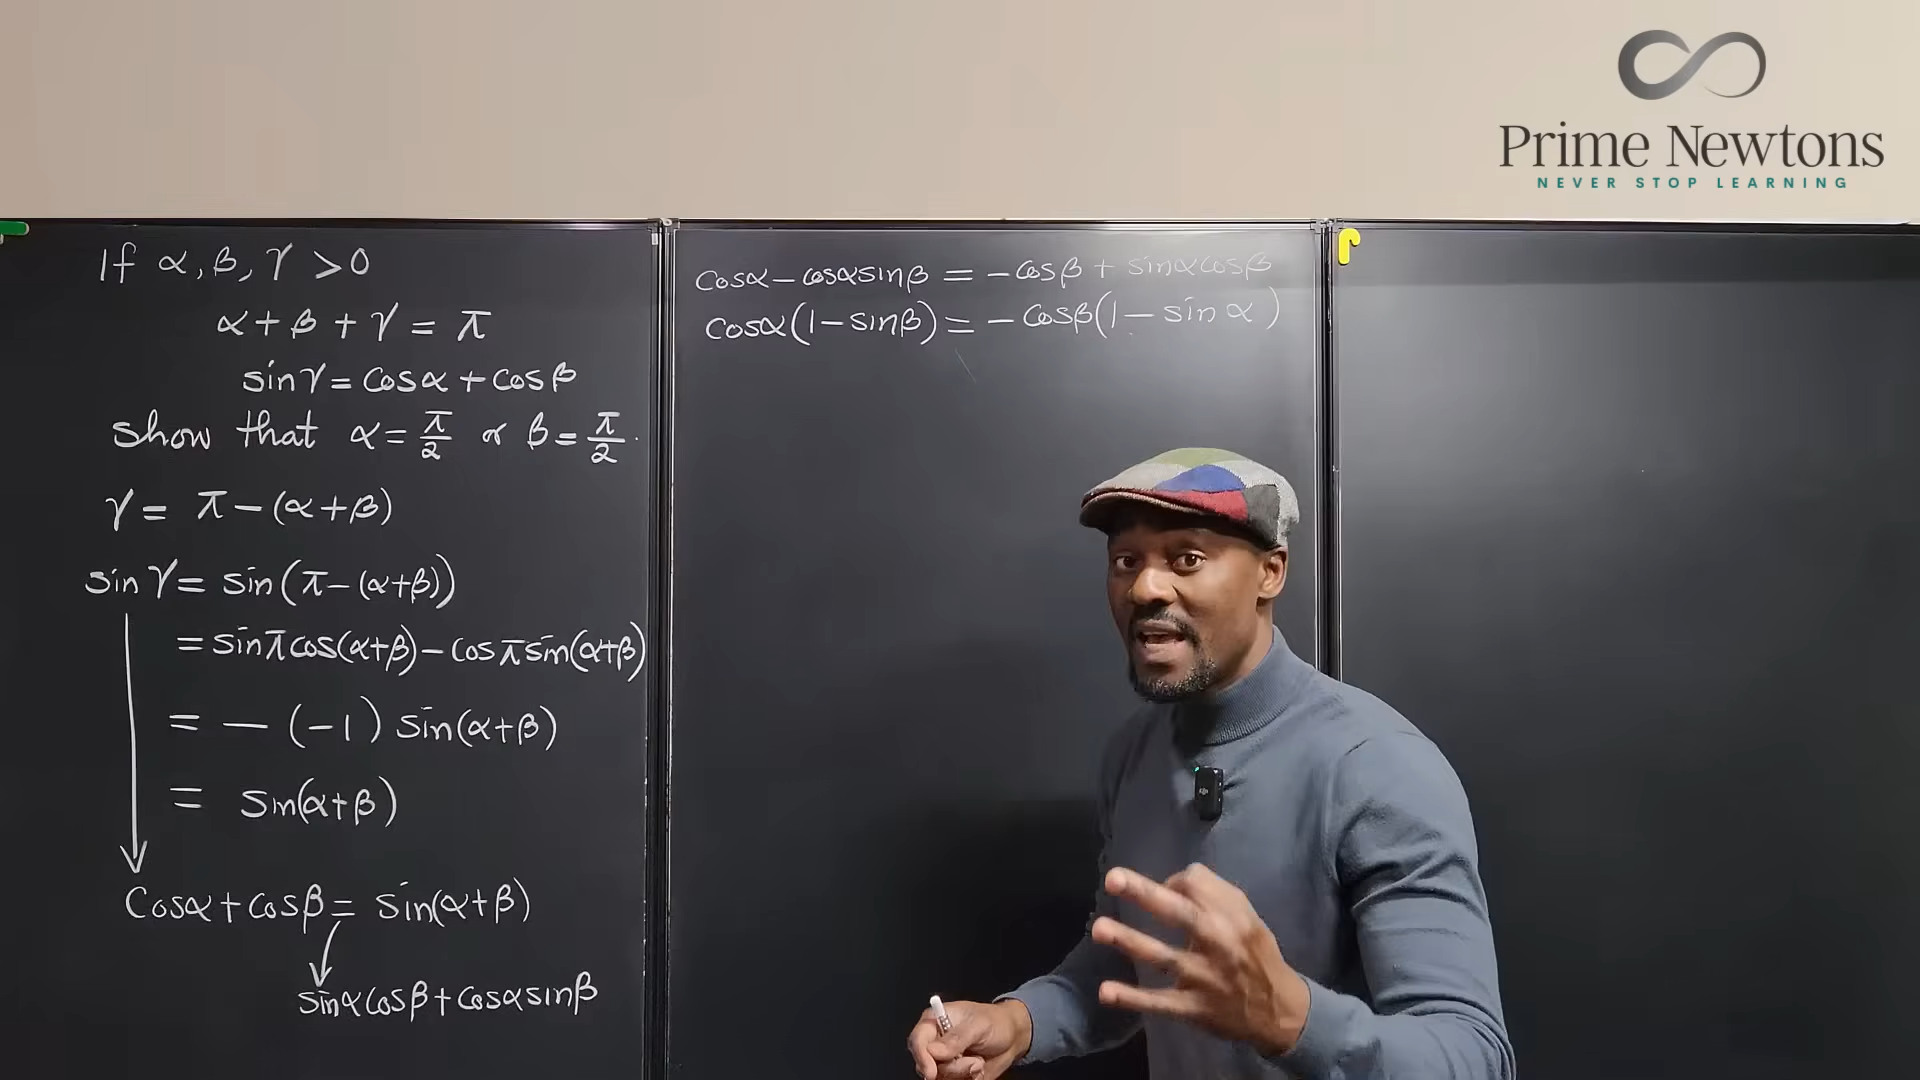 Prime Newtons
NEVER STOP LEARNING
If α, β, γ > 0
α + β + γ = π
sin γ = cos α + cos β
show that α = π/2 or β = π/2.
γ = π − (α + β)
sin γ = sin(π − (α+β))
= sin π cos(α+β) − cos π sin(α+β)
= − (−1) sin(α+β)
= sin(α+β)
Cos α + cos β = sin(α+β)
sin α cos β + cos α sin β
cos α − cos α sin β = − cos β + sin α cos β
cos α (1 − sin β) = − cos β (1 − sin α)